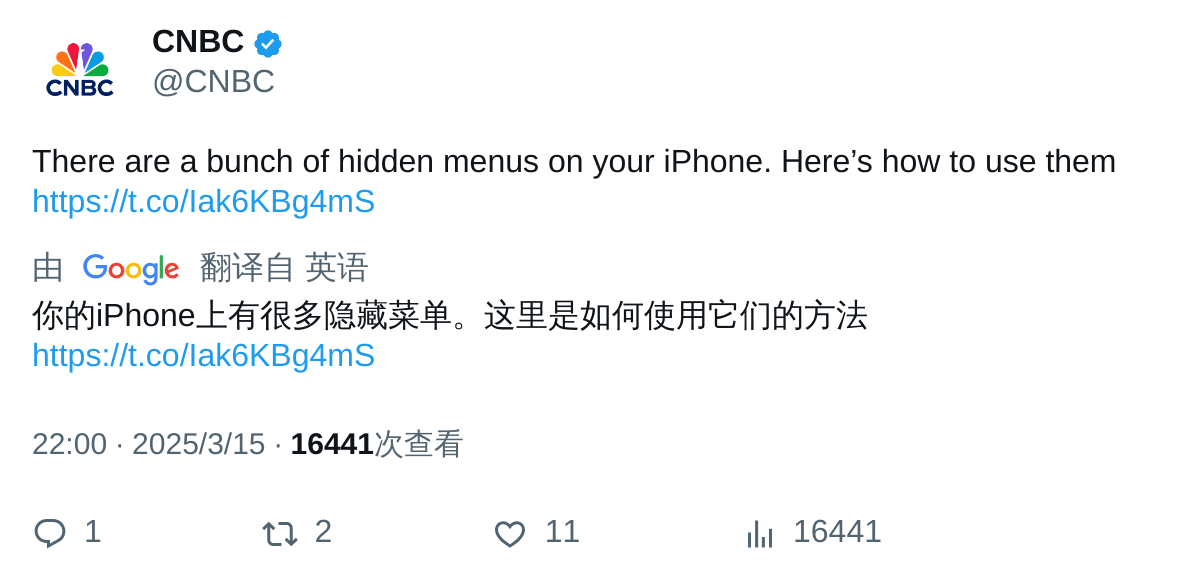 CNBC
@CNBC
CNBC
There are a bunch of hidden menus on your iPhone. Here’s how to use them
https://t.co/Iak6KBg4mS
由 Google 翻译自 英语
你的iPhone上有很多隐藏菜单。这里是如何使用它们的方法
https://t.co/Iak6KBg4mS
22:00 · 2025/3/15 · 16441次查看
1 2 11 16441